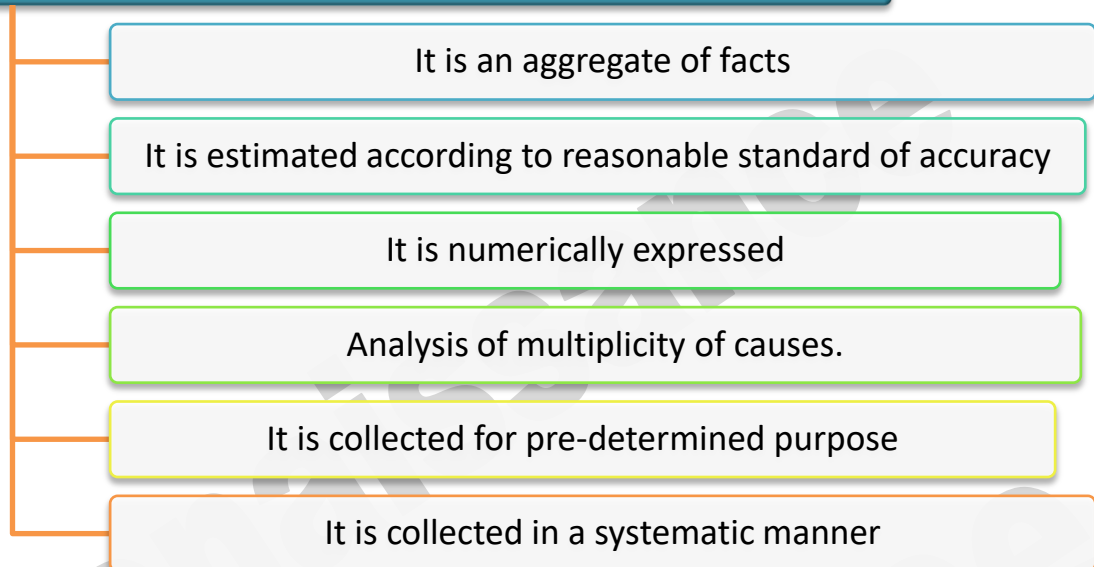 It is an aggregate of facts
It is estimated according to reasonable standard of accuracy
It is numerically expressed
Analysis of multiplicity of causes.
It is collected for pre-determined purpose
It is collected in a systematic manner